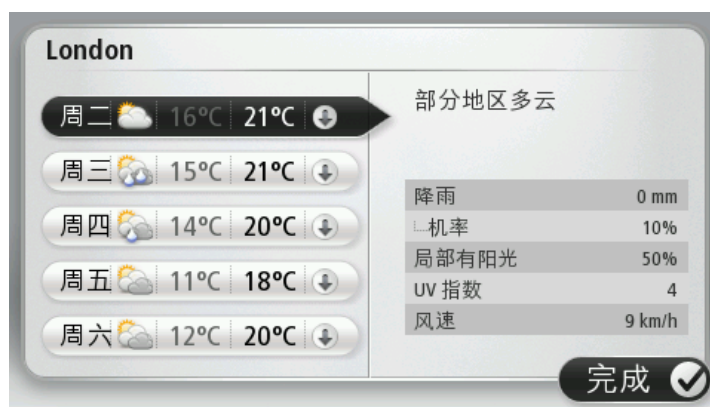 London
周二 16°C 21°C
周三 15°C 21°C
周四 14°C 20°C
周五 11°C 18°C
周六 12°C 20°C
部分地区多云
降雨 0 mm
机率 10%
局部有阳光 50%
UV 指数 4
风速 9 km/h
完成